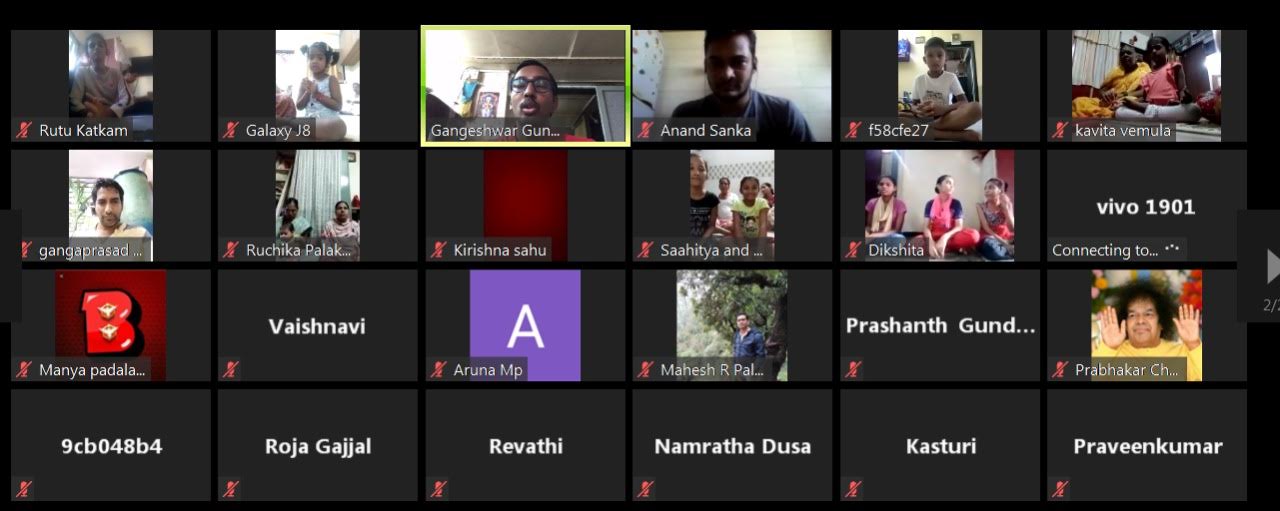 Rutu Katkam
Galaxy J8
Gangeshwar Gun...
Anand Sanka
f58cfe27
kavita vemula
gangaprasad ...
Ruchika Palak...
Kirishna sahu
Saahitya and ...
Dikshita
vivo 1901
Connecting to...
B
Manya padala...
Vaishnavi
A
Aruna Mp
Mahesh R Pal...
Prashanth Gund...
Prabhakar Ch...
9cb048b4
Roja Gajjal
Revathi
Namratha Dusa
Kasturi
Praveenkumar